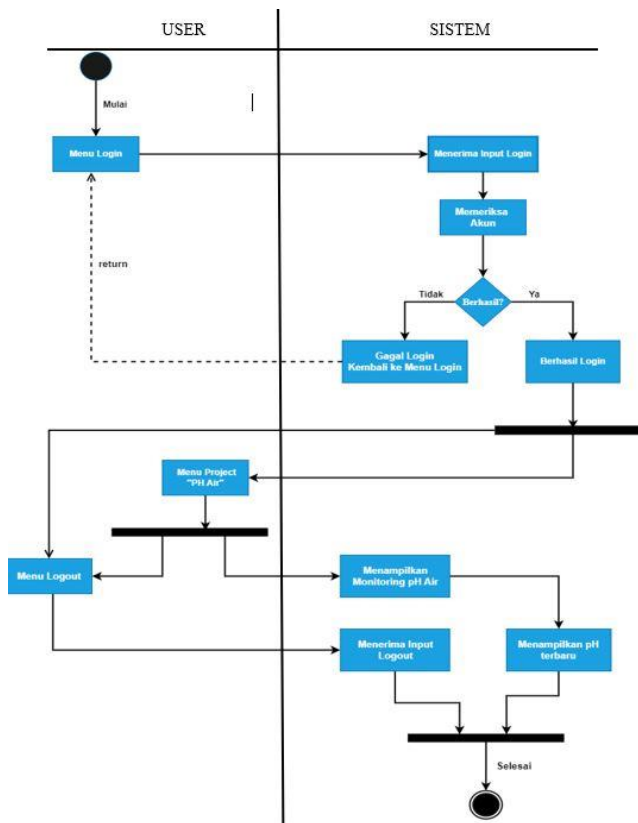 USER
SISTEM
Mulai
Menu Login
Menerima Input Login
Memeriksa
Akun
return
Tidak
Berhasil?
Ya
Gagal Login
Kembali ke Menu Login
Berhasil Login
Menu Project
"PH Air"
Menu Logout
Menampilkan
Monitoring pH Air
Menerima Input
Logout
Menampilkan pH
terbaru
Selesai